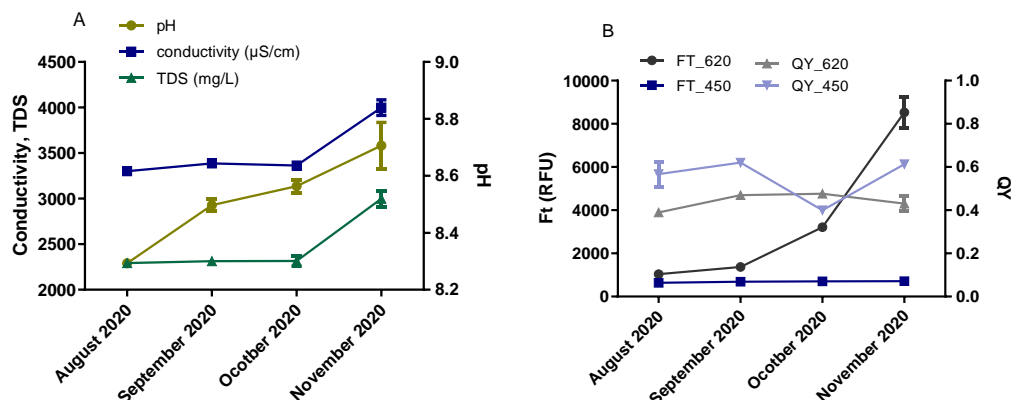 A
pH
conductivity (µS/cm)
TDS (mg/L)
4500
4000
3500
3000
2500
2000
Conductivity, TDS
9.0
8.8
8.6
8.4
8.2
pH
August 2020
September 2020
Ocotber 2020
November 2020
B
FT_620
FT_450
QY_620
QY_450
10000
8000
6000
4000
2000
0
Ft (RFU)
1.0
0.8
0.6
0.4
0.2
0.0
QY
August 2020
September 2020
Ocotber 2020
November 2020